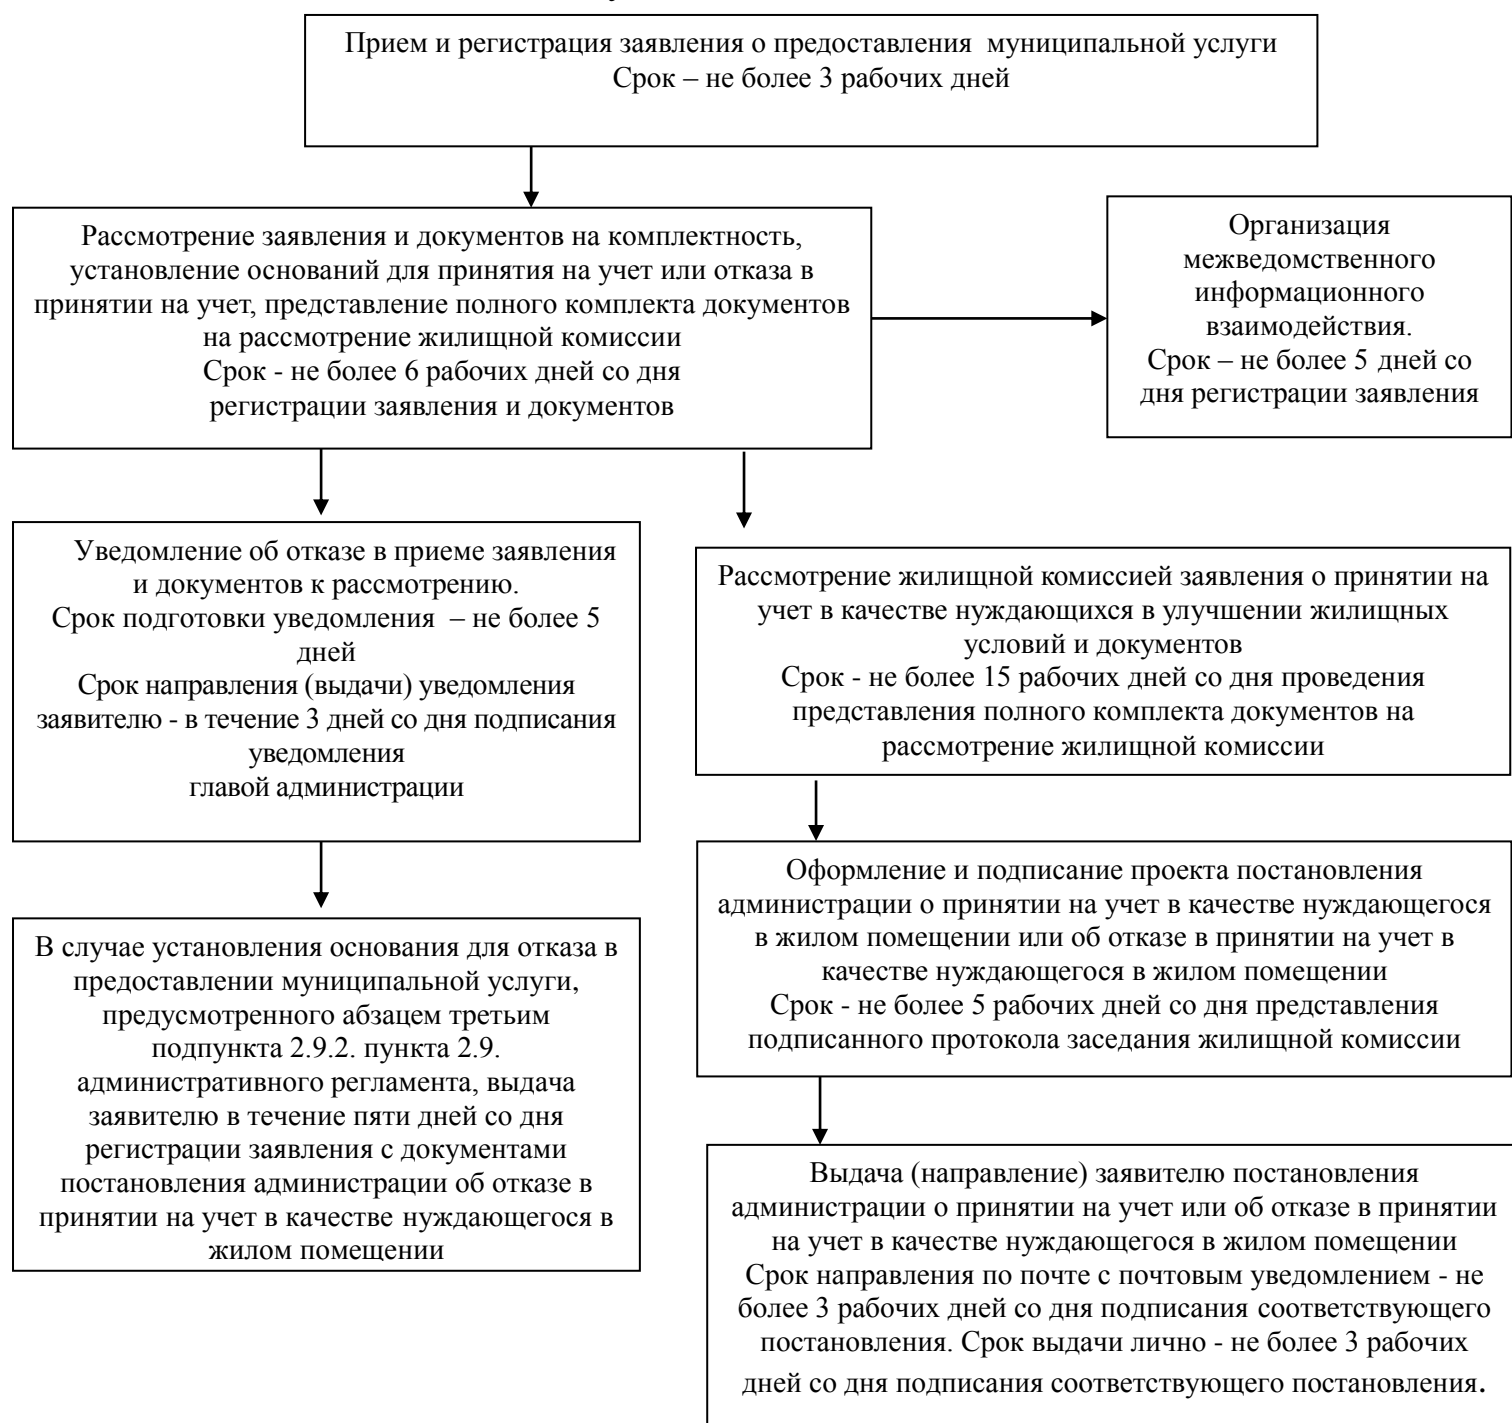 Прием и регистрация заявления о предоставления муниципальной услуги
Срок – не более 3 рабочих дней
Рассмотрение заявления и документов на комплектность,
установление оснований для принятия на учет или отказа в
принятии на учет, представление полного комплекта документов
на рассмотрение жилищной комиссии
Срок - не более 6 рабочих дней со дня
регистрации заявления и документов
Организация
межведомственного
информационного
взаимодействия.
Срок – не более 5 дней со
дня регистрации заявления
Уведомление об отказе в приеме заявления
и документов к рассмотрению.
Срок подготовки уведомления – не более 5
дней
Срок направления (выдачи) уведомления
заявителю - в течение 3 дней со дня подписания
уведомления
главой администрации
Рассмотрение жилищной комиссией заявления о принятии на
учет в качестве нуждающихся в улучшении жилищных
условий и документов
Срок - не более 15 рабочих дней со дня проведения
представления полного комплекта документов на
рассмотрение жилищной комиссии
Оформление и подписание проекта постановления
администрации о принятии на учет в качестве нуждающегося
в жилом помещении или об отказе в принятии на учет в
качестве нуждающегося в жилом помещении
Срок - не более 5 рабочих дней со дня представления
подписанного протокола заседания жилищной комиссии
В случае установления основания для отказа в
предоставлении муниципальной услуги,
предусмотренного абзацем третьим
подпункта 2.9.2. пункта 2.9.
административного регламента, выдача
заявителю в течение пяти дней со дня
регистрации заявления с документами
постановления администрации об отказе в
принятии на учет в качестве нуждающегося в
жилом помещении
Выдача (направление) заявителю постановления
администрации о принятии на учет или об отказе в принятии
на учет в качестве нуждающегося в жилом помещении
Срок направления по почте с почтовым уведомлением - не
более 3 рабочих дней со дня подписания соответствующего
постановления. Срок выдачи лично - не более 3 рабочих
дней со дня подписания соответствующего постановления.